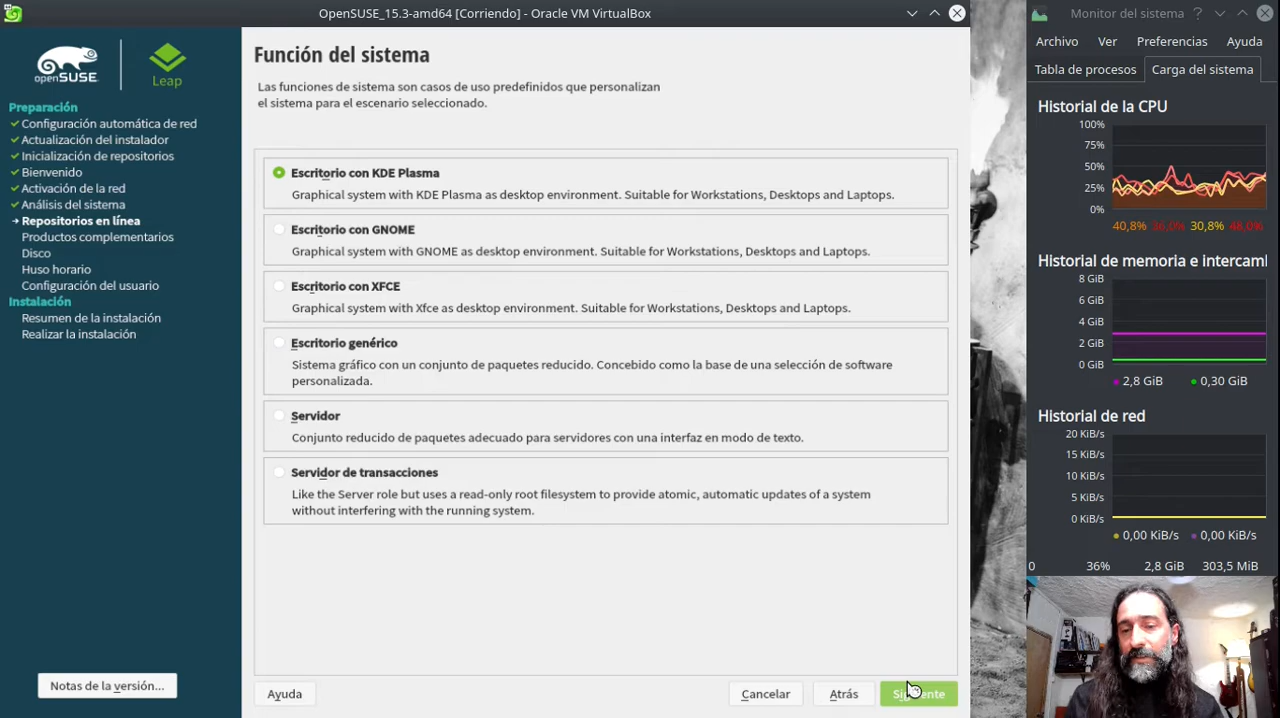 OpenSUSE_15.3-amd64 [Corriendo] - Oracle VM VirtualBox
openSUSE
Leap
Preparación
Configuración automática de red
Actualización del instalador
Inicialización de repositorios
Bienvenido
Activación de la red
Análisis del sistema
Repositorios en línea
Productos complementarios
Disco
Huso horario
Configuración del usuario
Instalación
Resumen de la instalación
Realizar la instalación
Notas de la versión...
Función del sistema
Las funciones de sistema son casos de uso predefinidos que personalizan
el sistema para el escenario seleccionado.
Escritorio con KDE Plasma
Graphical system with KDE Plasma as desktop environment. Suitable for Workstations, Desktops and Laptops.
Escritorio con GNOME
Graphical system with GNOME as desktop environment. Suitable for Workstations, Desktops and Laptops.
Escritorio con XFCE
Graphical system with Xfce as desktop environment. Suitable for Workstations, Desktops and Laptops.
Escritorio genérico
Sistema gráfico con un conjunto de paquetes reducido. Concebido como la base de una selección de software
personalizada.
Servidor
Conjunto reducido de paquetes adecuado para servidores con una interfaz en modo de texto.
Servidor de transacciones
Like the Server role but uses a read-only root filesystem to provide atomic, automatic updates of a system
without interfering with the running system.
Ayuda
Cancelar
Atrás
Siguiente
Monitor del sistema ?
Archivo Ver Preferencias Ayuda
Tabla de procesos Carga del sistema
Historial de la CPU
100%
75%
50%
25%
0%
40,8% 36,0% 30,8% 48,0%
Historial de memoria e intercaml
8 GiB
6 GiB
4 GiB
2 GiB
0 GiB
2,8 GiB 0,30 GiB
Historial de red
20 KiB/s
15 KiB/s
10 KiB/s
5 KiB/s
0 KiB/s
0,00 KiB/s 0,00 KiB/s
0 36% 2,8 GiB 303,5 MiB